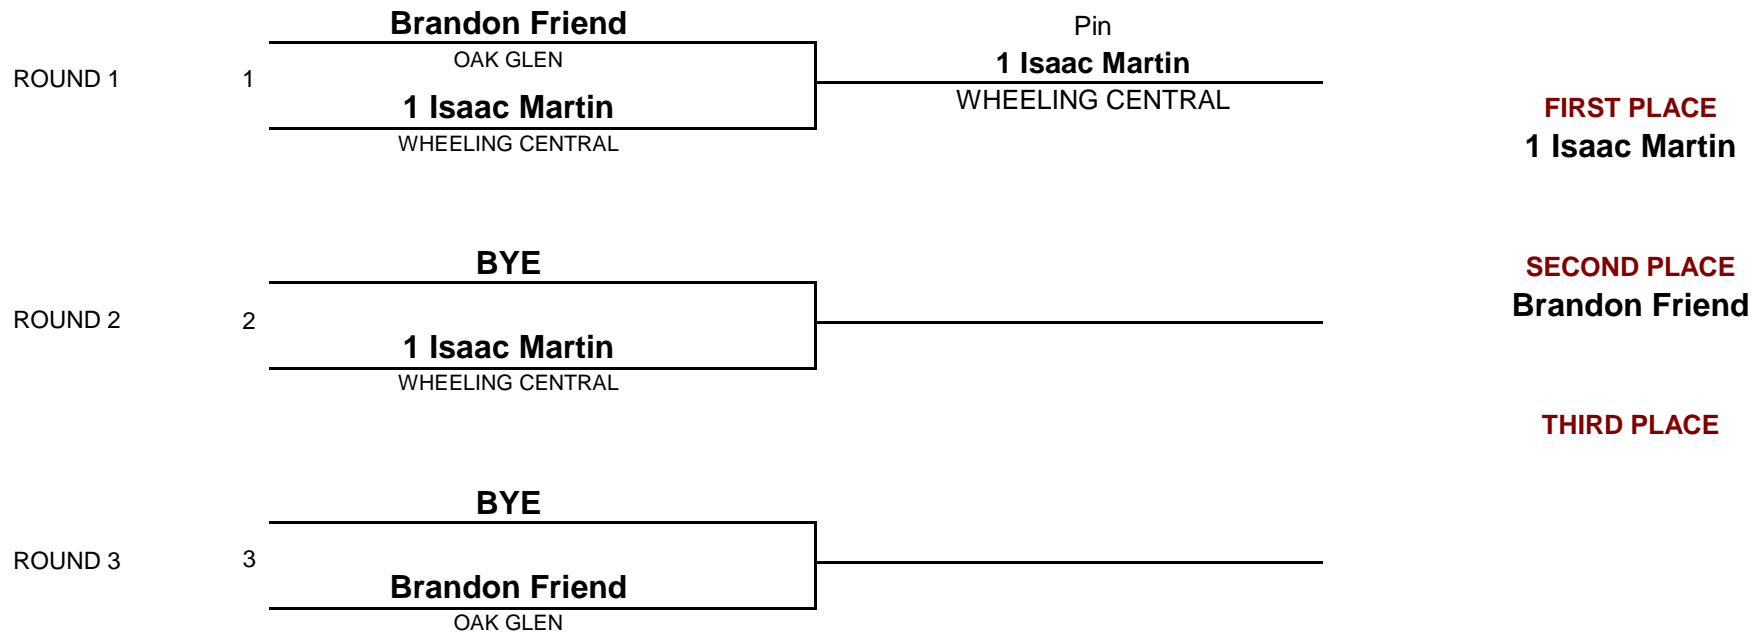 Brandon Friend
OAK GLEN
ROUND 1
1
1 Isaac Martin
WHEELING CENTRAL
Pin
1 Isaac Martin
WHEELING CENTRAL
FIRST PLACE
1 Isaac Martin
BYE
ROUND 2
2
1 Isaac Martin
WHEELING CENTRAL
SECOND PLACE
Brandon Friend
THIRD PLACE
BYE
ROUND 3
3
Brandon Friend
OAK GLEN